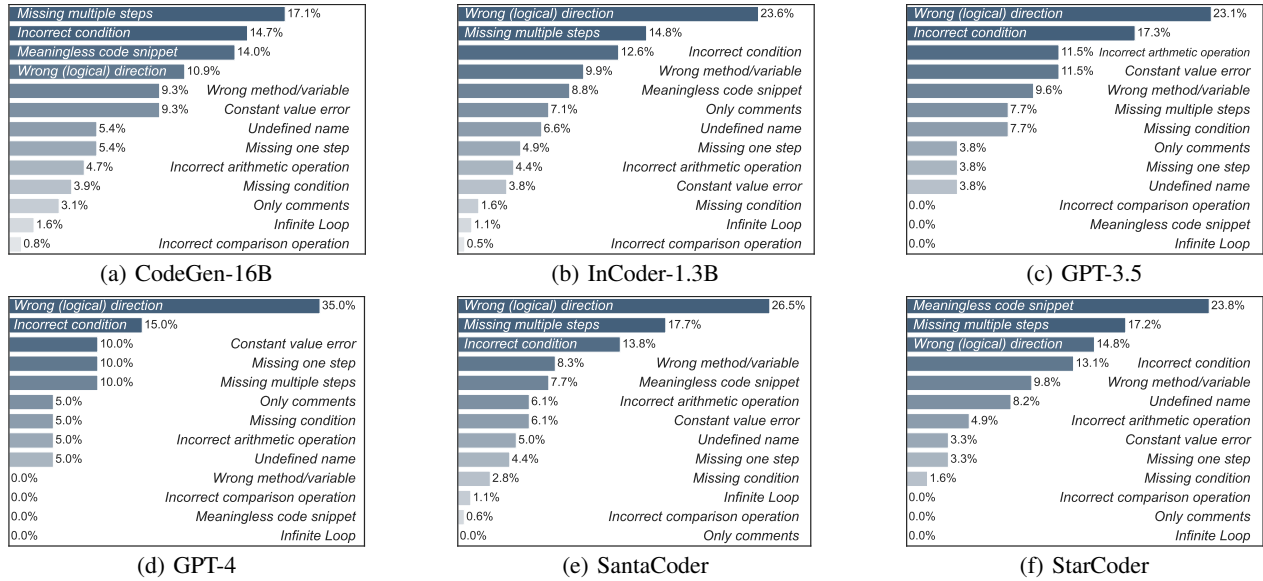 Missing multiple steps 17.1%
Incorrect condition 14.7%
Meaningless code snippet 14.0%
Wrong (logical) direction 10.9%
9.3% Wrong method/variable
9.3% Constant value error
5.4% Undefined name
5.4% Missing one step
4.7% Incorrect arithmetic operation
3.9% Missing condition
3.1% Only comments
1.6% Infinite Loop
0.8% Incorrect comparison operation
(a) CodeGen-16B
Wrong (logical) direction 23.6%
Missing multiple steps 14.8%
12.6% Incorrect condition
9.9% Wrong method/variable
8.8% Meaningless code snippet
7.1% Only comments
6.6% Undefined name
4.9% Missing one step
4.4% Incorrect arithmetic operation
3.8% Constant value error
1.6% Missing condition
1.1% Infinite Loop
0.5% Incorrect comparison operation
(b) InCoder-1.3B
Wrong (logical) direction 23.1%
Incorrect condition 17.3%
11.5% Incorrect arthmetic operation
11.5% Constant value error
9.6% Wrong method/variable
7.7% Missing multiple steps
7.7% Missing condition
3.8% Only comments
3.8% Missing one step
3.8% Undefined name
0.0% Incorrect comparison operation
0.0% Meaningless code snippet
0.0% Infinite Loop
(c) GPT-3.5
Wrong (logical) direction 35.0%
Incorrect condition 15.0%
10.0% Constant value error
10.0% Missing one step
10.0% Missing multiple steps
5.0% Only comments
5.0% Missing condition
5.0% Incorrect arithmetic operation
5.0% Undefined name
0.0% Wrong method/variable
0.0% Incorrect comparison operation
0.0% Meaningless code snippet
0.0% Infinite Loop
(d) GPT-4
Wrong (logical) direction 26.5%
Missing multiple steps 17.7%
Incorrect condition 13.8%
8.3% Wrong method/variable
7.7% Meaningless code snippet
6.1% Incorrect arithmetic operation
6.1% Constant value error
5.0% Undefined name
4.4% Missing one step
2.8% Missing condition
1.1% Infinite Loop
0.6% Incorrect comparison operation
0.0% Only comments
(e) SantaCoder
Meaningless code snippet 23.8%
Missing multiple steps 17.2%
Wrong (logical) direction 14.8%
13.1% Incorrect condition
9.8% Wrong method/variable
8.2% Undefined name
4.9% Incorrect arithmetic operation
3.3% Constant value error
3.3% Missing one step
1.6% Missing condition
0.0% Incorrect comparison operation
0.0% Only comments
0.0% Infinite Loop
(f) StarCoder